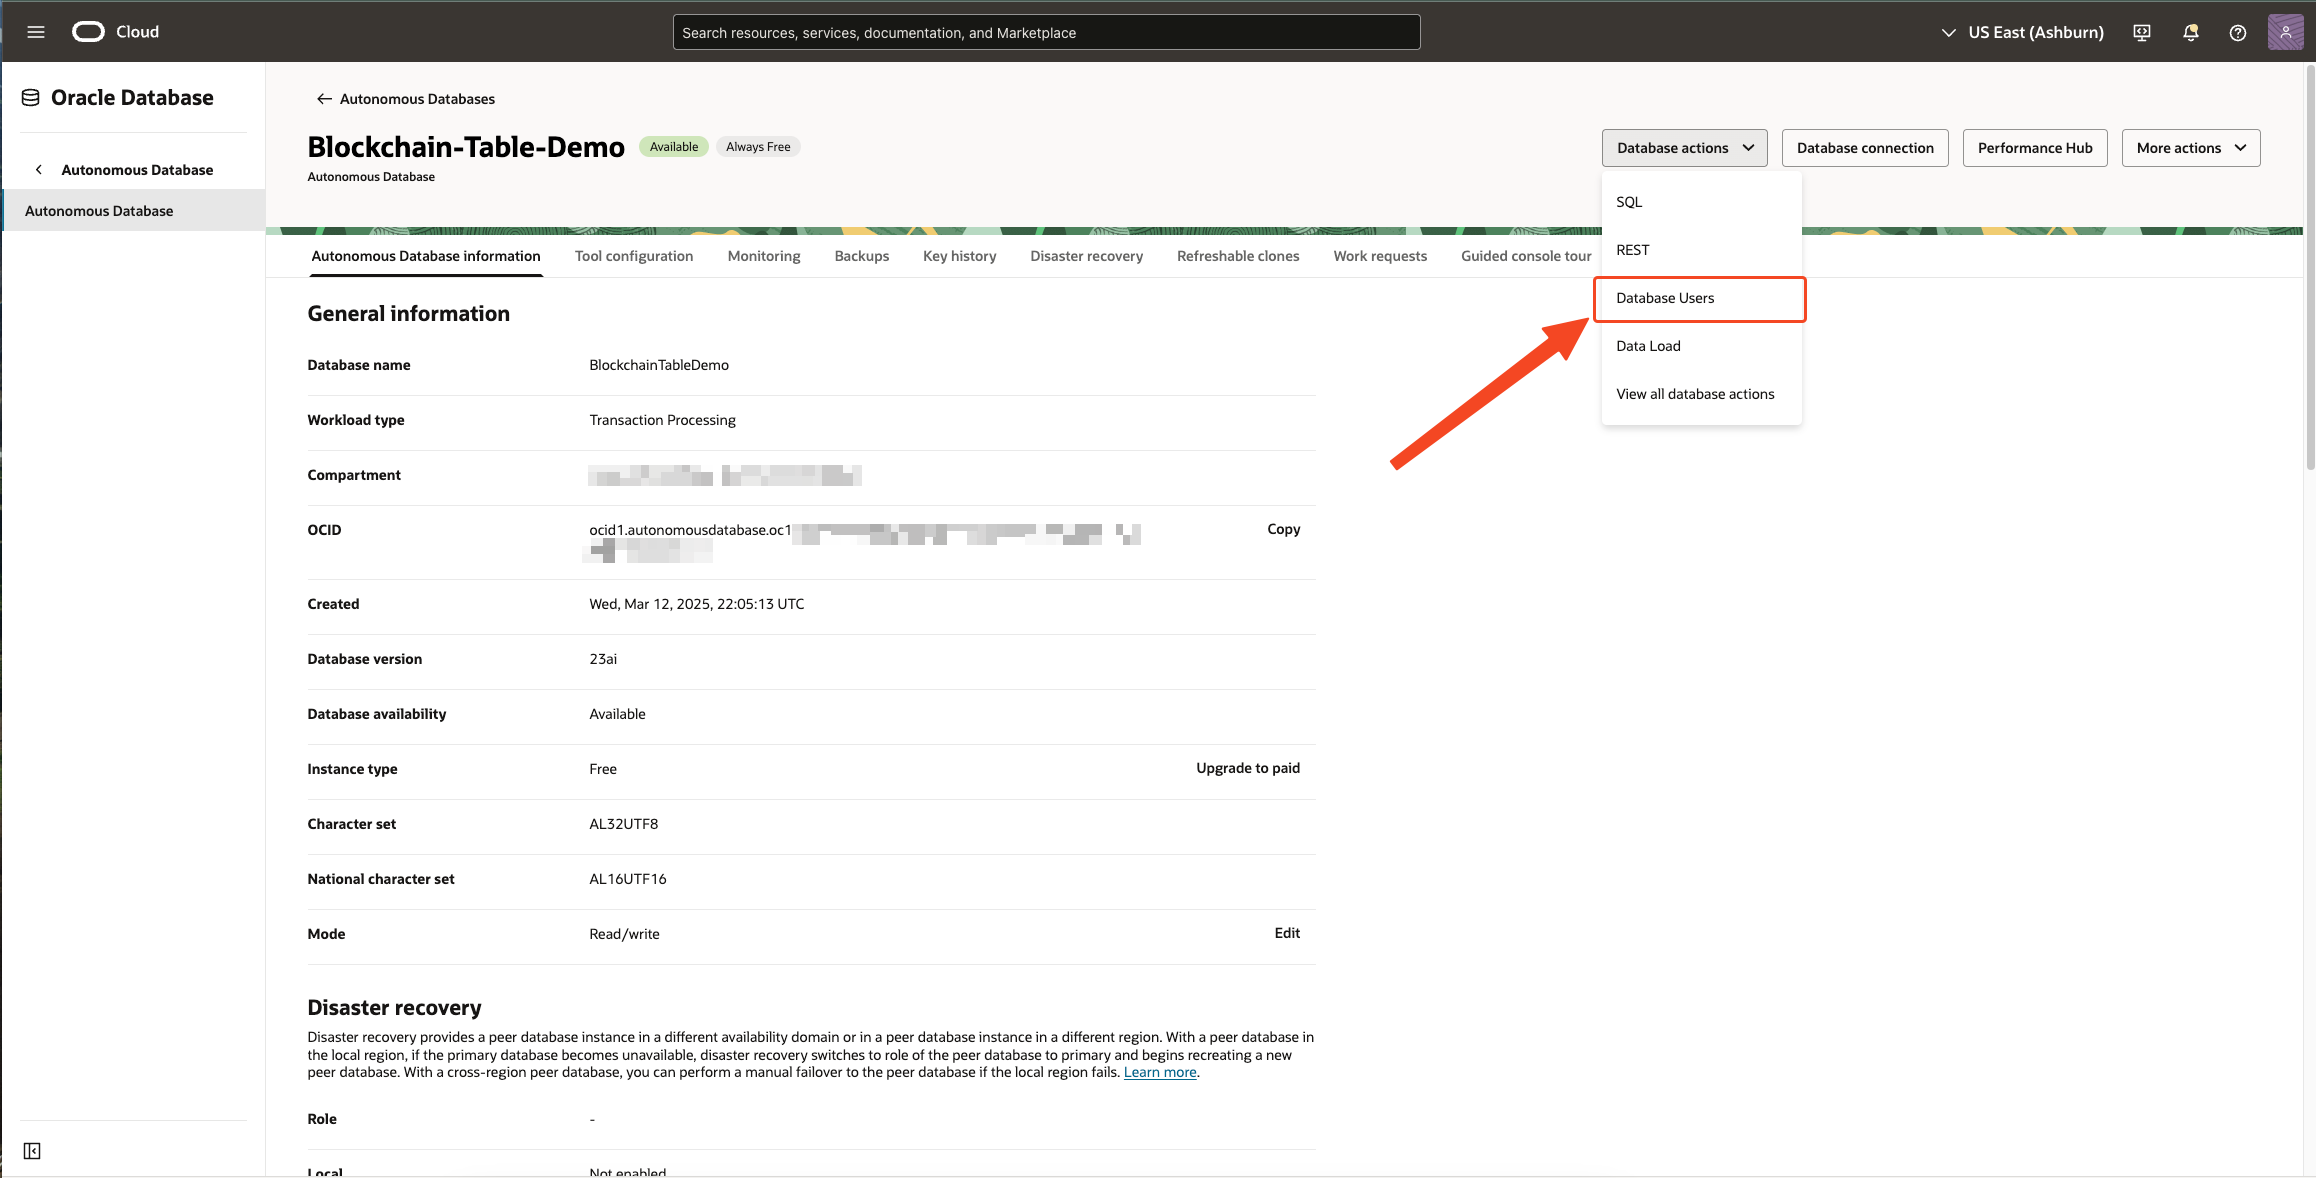 Cloud
Search resources, services, documentation, and Marketplace
US East (Ashburn)
Oracle Database
Autonomous Database
Autonomous Database
Autonomous Databases
Blockchain-Table-Demo
Available
Always Free
Autonomous Database
Database actions
Database connection
Performance Hub
More actions
SQL
REST
Database Users
Data Load
View all database actions
Autonomous Database information
Tool configuration
Monitoring
Backups
Key history
Disaster recovery
Refreshable clones
Work requests
Guided console tour
General information
Database name
BlockchainTableDemo
Workload type
Transaction Processing
Compartment
OCID
ocid1.autonomousdatabase.oc1
Copy
Created
Wed, Mar 12, 2025, 22:05:13 UTC
Database version
23ai
Database availability
Available
Instance type
Free
Upgrade to paid
Character set
AL32UTF8
National character set
AL16UTF16
Mode
Read/write
Edit
Disaster recovery
Disaster recovery provides a peer database instance in a different availability domain or in a peer database instance in a different region. With a peer database in
the local region, if the primary database becomes unavailable, disaster recovery switches to role of the peer database to primary and begins recreating a new
peer database. With a cross-region peer database, you can perform a manual failover to the peer database if the local region fails. Learn more.
Role
-
Local
Not enabled